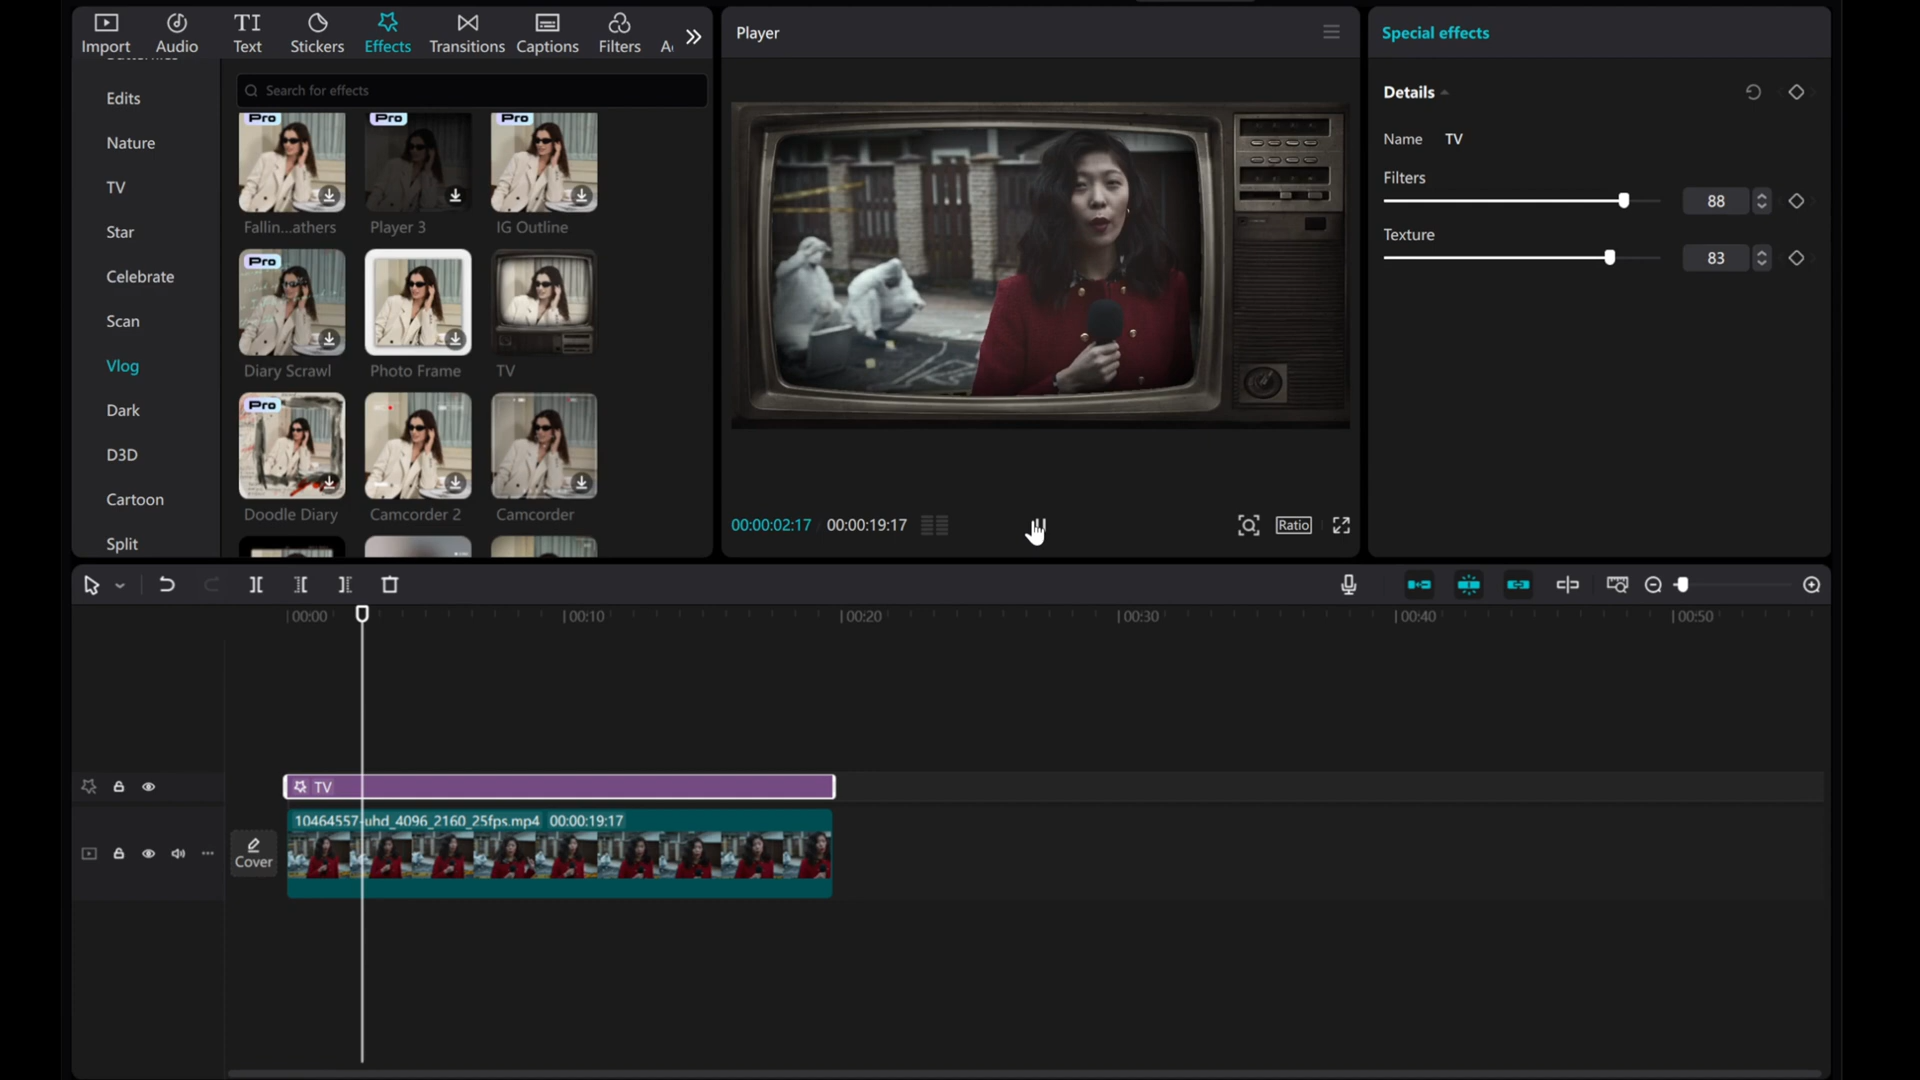 Import
Audio
TI
Text
Stickers
Effects
Transitions
Captions
Filters
Edits
Nature
TV
Star
Celebrate
Scan
Vlog
Dark
D3D
Cartoon
Split
Search for effects
Pro
Pro
Pro
Fallin...athers
Player 3
IG Outline
Pro
Diary Scrawl
Photo Frame
TV
Pro
Doodle Diary
Camcorder 2
Camcorder
Player
00:00:02:17
00:00:19:17
Ratio
Special effects
Details
Name TV
Filters
88
Texture
83
00:00
00:10
00:20
00:30
00:40
00:50
TV
10464557-uhd_4096_2160_25fps.mp4 00:00:19:17
Cover